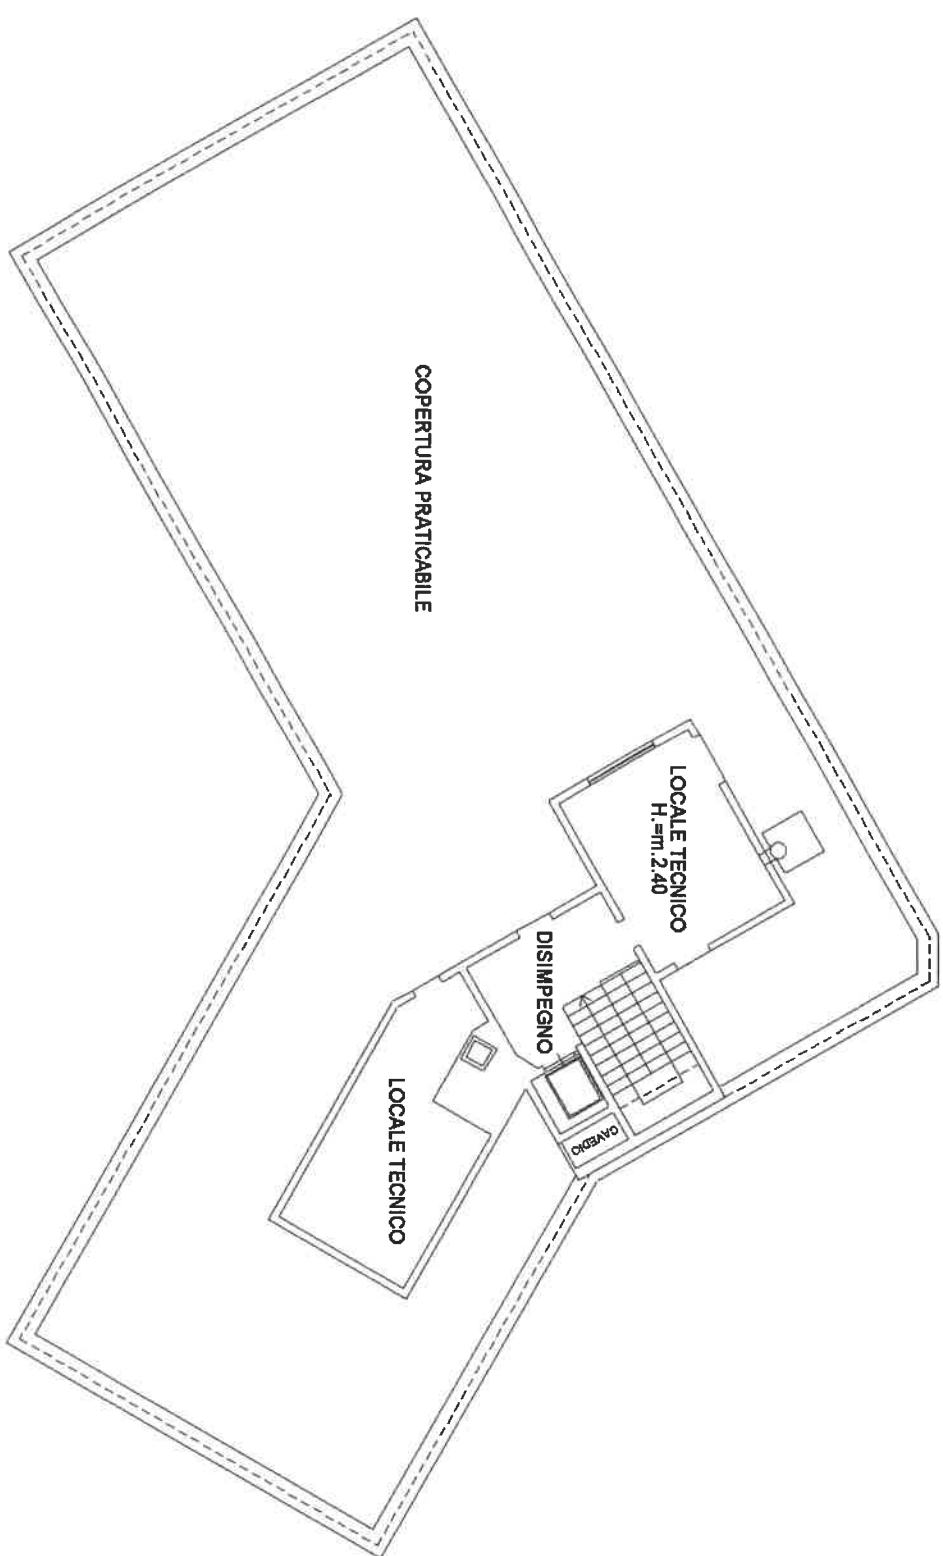 COPERTURA PRATICABILE
LOCALE TECNICO
H.=m.2.40
DISIMPEGNO
CAVEDIO
LOCALE TECNICO